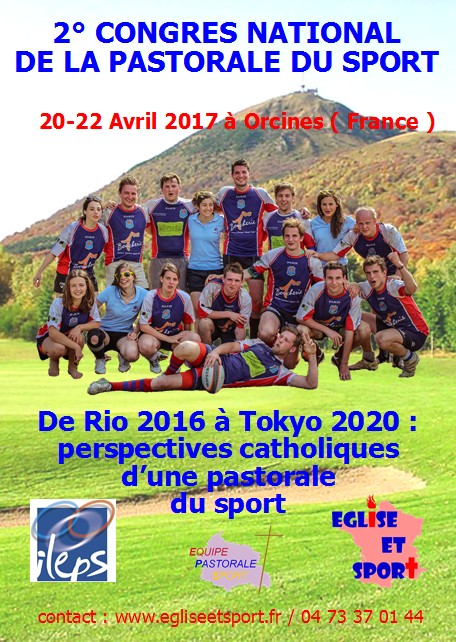 2° CONGRES NATIONAL
DE LA PASTORALE DU SPORT
20-22 Avril 2017 à Orcines ( France )
Boucherie
De Rio 2016 à Tokyo 2020 :
perspectives catholiques
d'une pastorale
du sport
ileps
EQUIPE
PASTORALE
SPORT
EGLISE
ET
SPORt
contact : www.egliseetsport.fr / 04 73 37 01 44